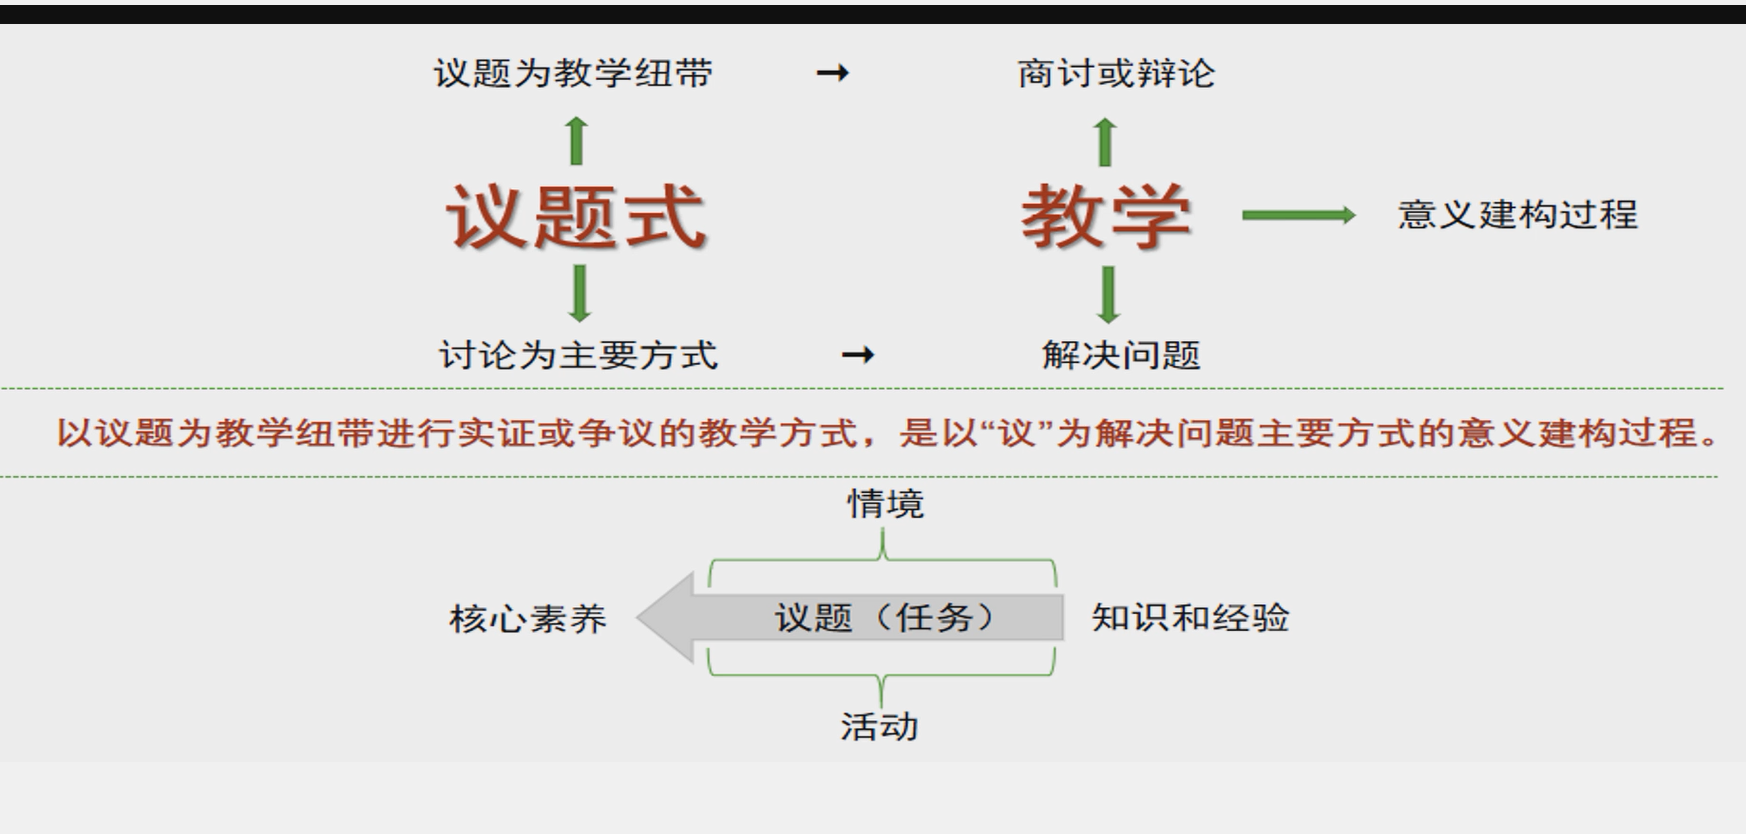 议题为教学纽带 → 商讨或辩论
议题式 教学 意义建构过程
讨论为主要方式 → 解决问题
以议题为教学纽带进行实证或争议的教学方式，是以“议”为解决问题主要方式的意义建构过程。
情境
核心素养 议题（任务） 知识和经验
活动